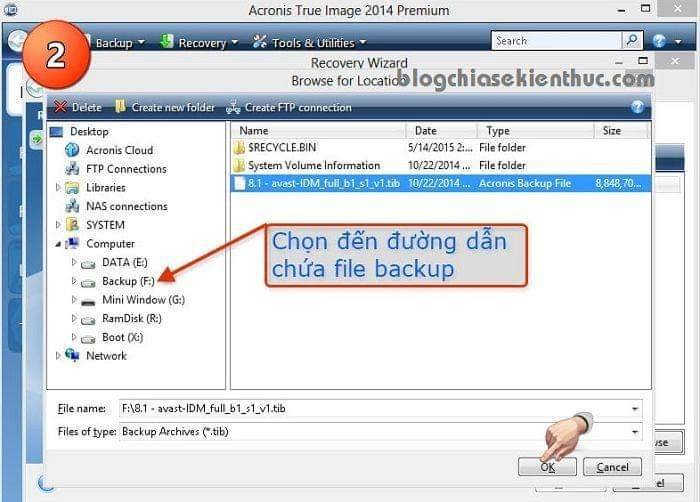 Acronis True Image 2014 Premium
2
Backup
Recovery
Tools & Utilities
Search
Recovery Wizard
Browse for Location
blogchiasekienthuc.com
Delete
Create new folder
Create FTP connection
Desktop
Acronis Cloud
FTP Connections
Libraries
NAS connections
SYSTEM
Computer
DATA (E:)
Backup (F:)
Mini Window (G:)
RamDisk (R:)
Boot (X:)
Network
Name Date Type Size
$RECYCLE.BIN 5/14/2015 2:... File folder
System Volume Information 10/22/2014 ... File folder
8.1 - avast-IDM_full_b1_s1_v1.tib 10/22/2014 ... Acronis Backup File 8,848,70...
Chọn đến đường dẫn
chứa file backup
File name: F:\8.1 - avast-IDM_full_b1_s1_v1.tib
Files of type: Backup Archives (*.tib)
OK Cancel